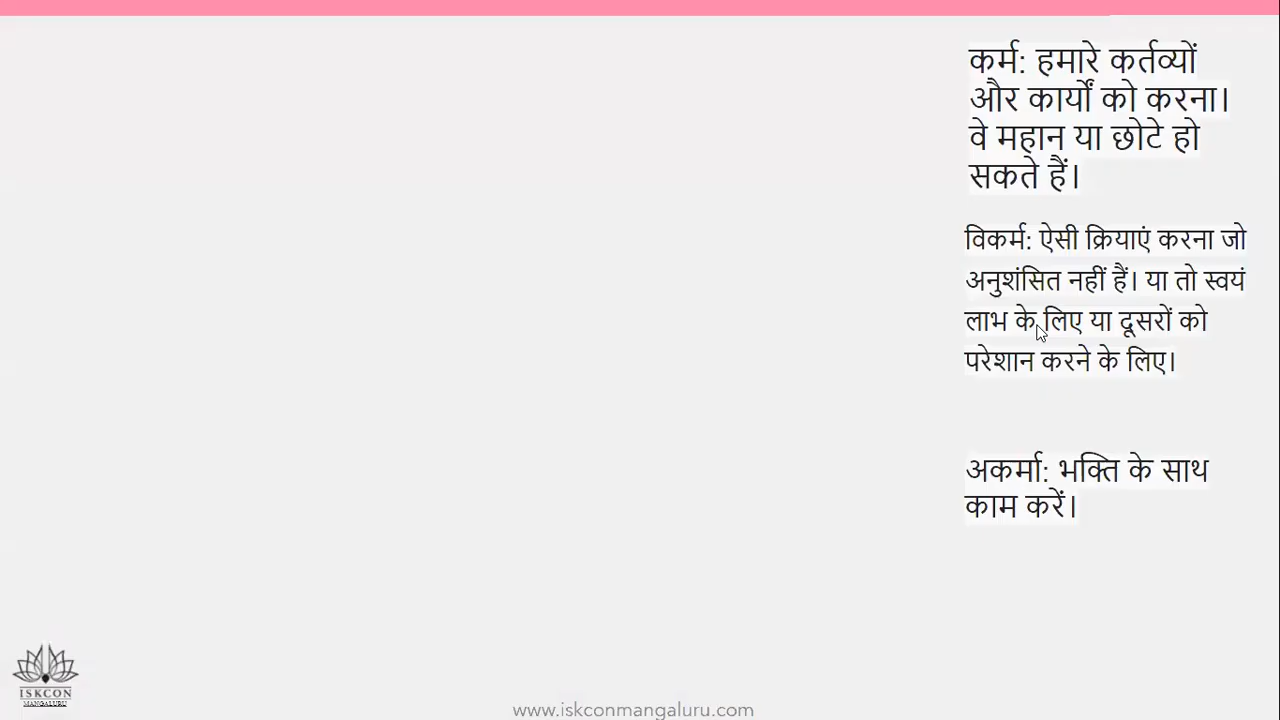 कर्म: हमारे कर्तव्यों
और कार्यों को करना।
वे महान या छोटे हो
सकते हैं।
विकर्म: ऐसी क्रियाएं करना जो
अनुशंसित नहीं हैं। या तो स्वयं
लाभ के लिए या दूसरों को
परेशान करने के लिए।
अकर्मा: भक्ति के साथ
काम करें।
ISKCON
MANGALURU
www.iskconmangaluru.com